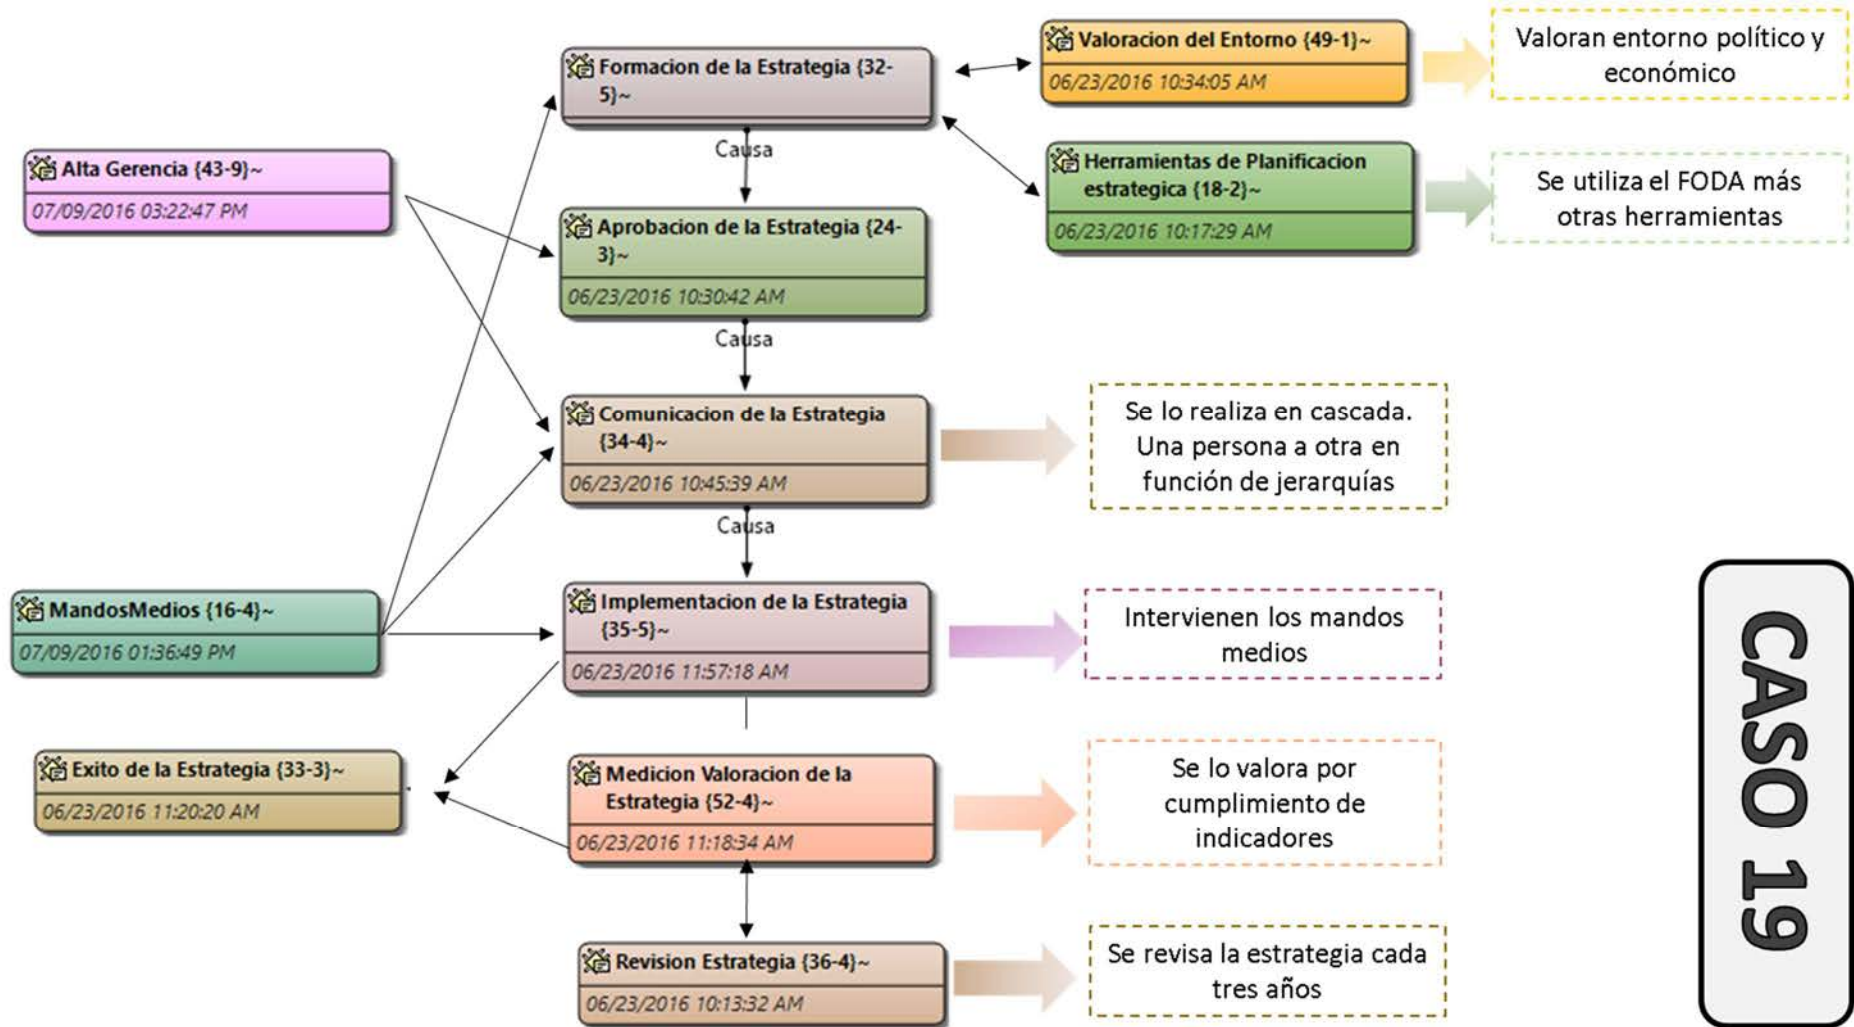 Formacion de la Estrategia {32-
5}~
Valoracion del Entorno {49-1}~
06/23/2016 10:34:05 AM
Valoran entorno político y
económico
Causa
Alta Gerencia {43-9}~
07/09/2016 03:22:47 PM
Herramientas de Planificacion
estrategica {18-2}~
06/23/2016 10:17:29 AM
Se utiliza el FODA más
otras herramientas
Aprobacion de la Estrategia {24-
3}~
06/23/2016 10:30:42 AM
Causa
Comunicacion de la Estrategia
{34-4}~
06/23/2016 10:45:39 AM
Se lo realiza en cascada.
Una persona a otra en
función de jerarquías
Causa
MandosMedios {16-4}~
07/09/2016 01:36:49 PM
Implementacion de la Estrategia
{35-5}~
06/23/2016 11:57:18 AM
Intervienen los mandos
medios
Exito de la Estrategia {33-3}~
06/23/2016 11:20:20 AM
Medicion Valoracion de la
Estrategia {52-4}~
06/23/2016 11:18:34 AM
Se lo valora por
cumplimiento de
indicadores
Revision Estrategia {36-4}~
06/23/2016 10:13:32 AM
Se revisa la estrategia cada
tres años
CASO 19